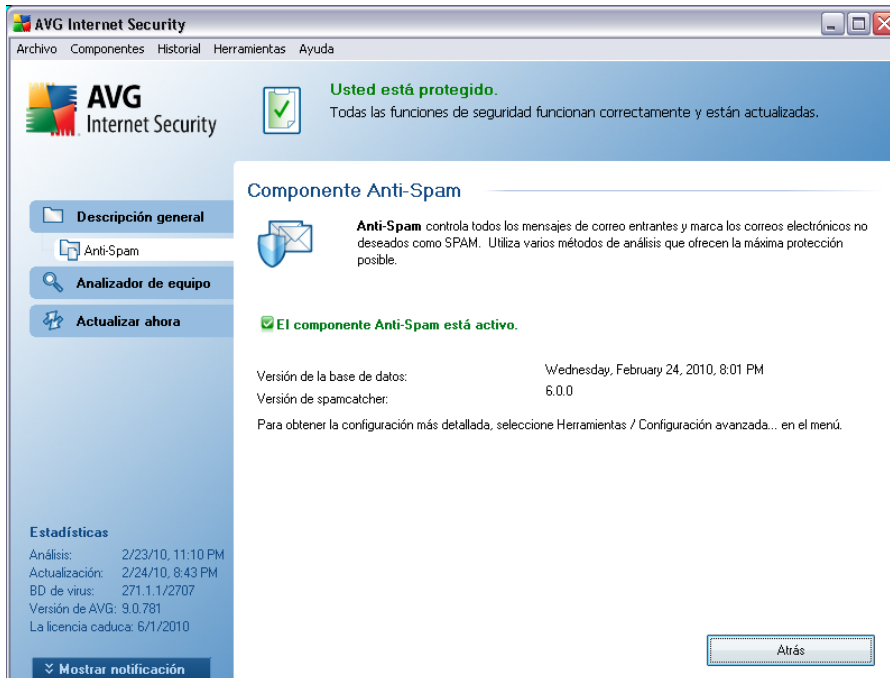 AVG Internet Security
Archivo Componentes Historial Herramientas Ayuda
AVG
Internet Security
Usted está protegido.
Todas las funciones de seguridad funcionan correctamente y están actualizadas.
Descripción general
Anti-Spam
Analizador de equipo
Actualizar ahora
Componente Anti-Spam
Anti-Spam controla todos los mensajes de correo entrantes y marca los correos electrónicos no
deseados como SPAM. Utiliza varios métodos de análisis que ofrecen la máxima protección
posible.
El componente Anti-Spam está activo.
Versión de la base de datos: Wednesday, February 24, 2010, 8:01 PM
Versión de spamcatcher: 6.0.0
Para obtener la configuración más detallada, seleccione Herramientas / Configuración avanzada... en el menú.
Estadísticas
Análisis: 2/23/10, 11:10 PM
Actualización: 2/24/10, 8:43 PM
BD de virus: 271.1.1/2707
Versión de AVG: 9.0.781
La licencia caduca: 6/1/2010
Mostrar notificación
Atrás